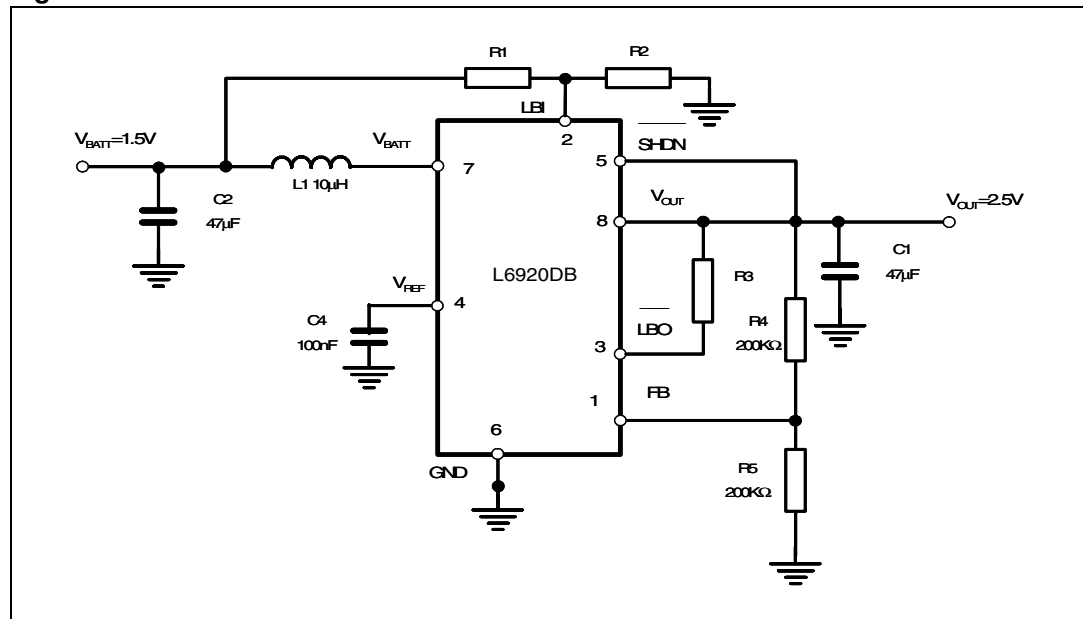 R1
R2
LBI
2
SHDN
V_BATT=1.5V
V_BATT
7
5
L1 10µH
C2
47µF
V_OUT
8
V_OUT=2.5V
C1
47µF
L6920DB
R3
V_REF
4
LBO
C4
100nF
R4
200KΩ
3
1
FB
6
GND
R5
200KΩ